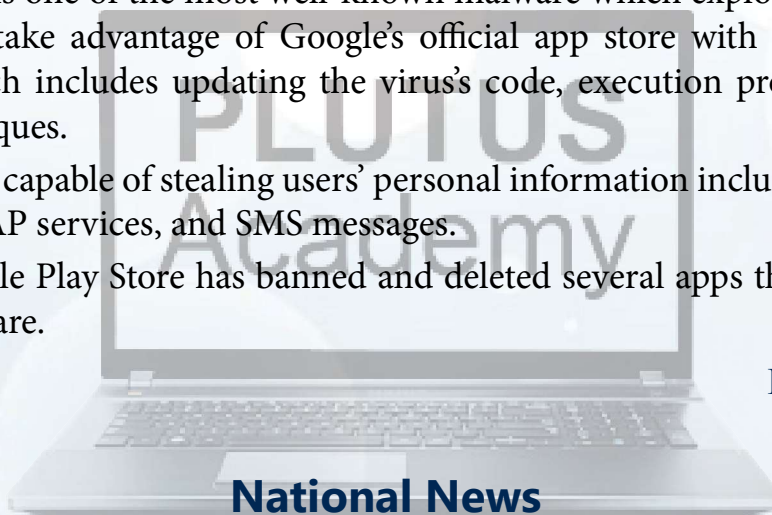 is one of the most well-known malware which explo
take advantage of Google's official app store with
ch includes updating the virus's code, execution pro
ques.
capable of stealing users' personal information inclu
AP services, and SMS messages.
le Play Store has banned and deleted several apps th
are.
PLUTUS
Academy
National News